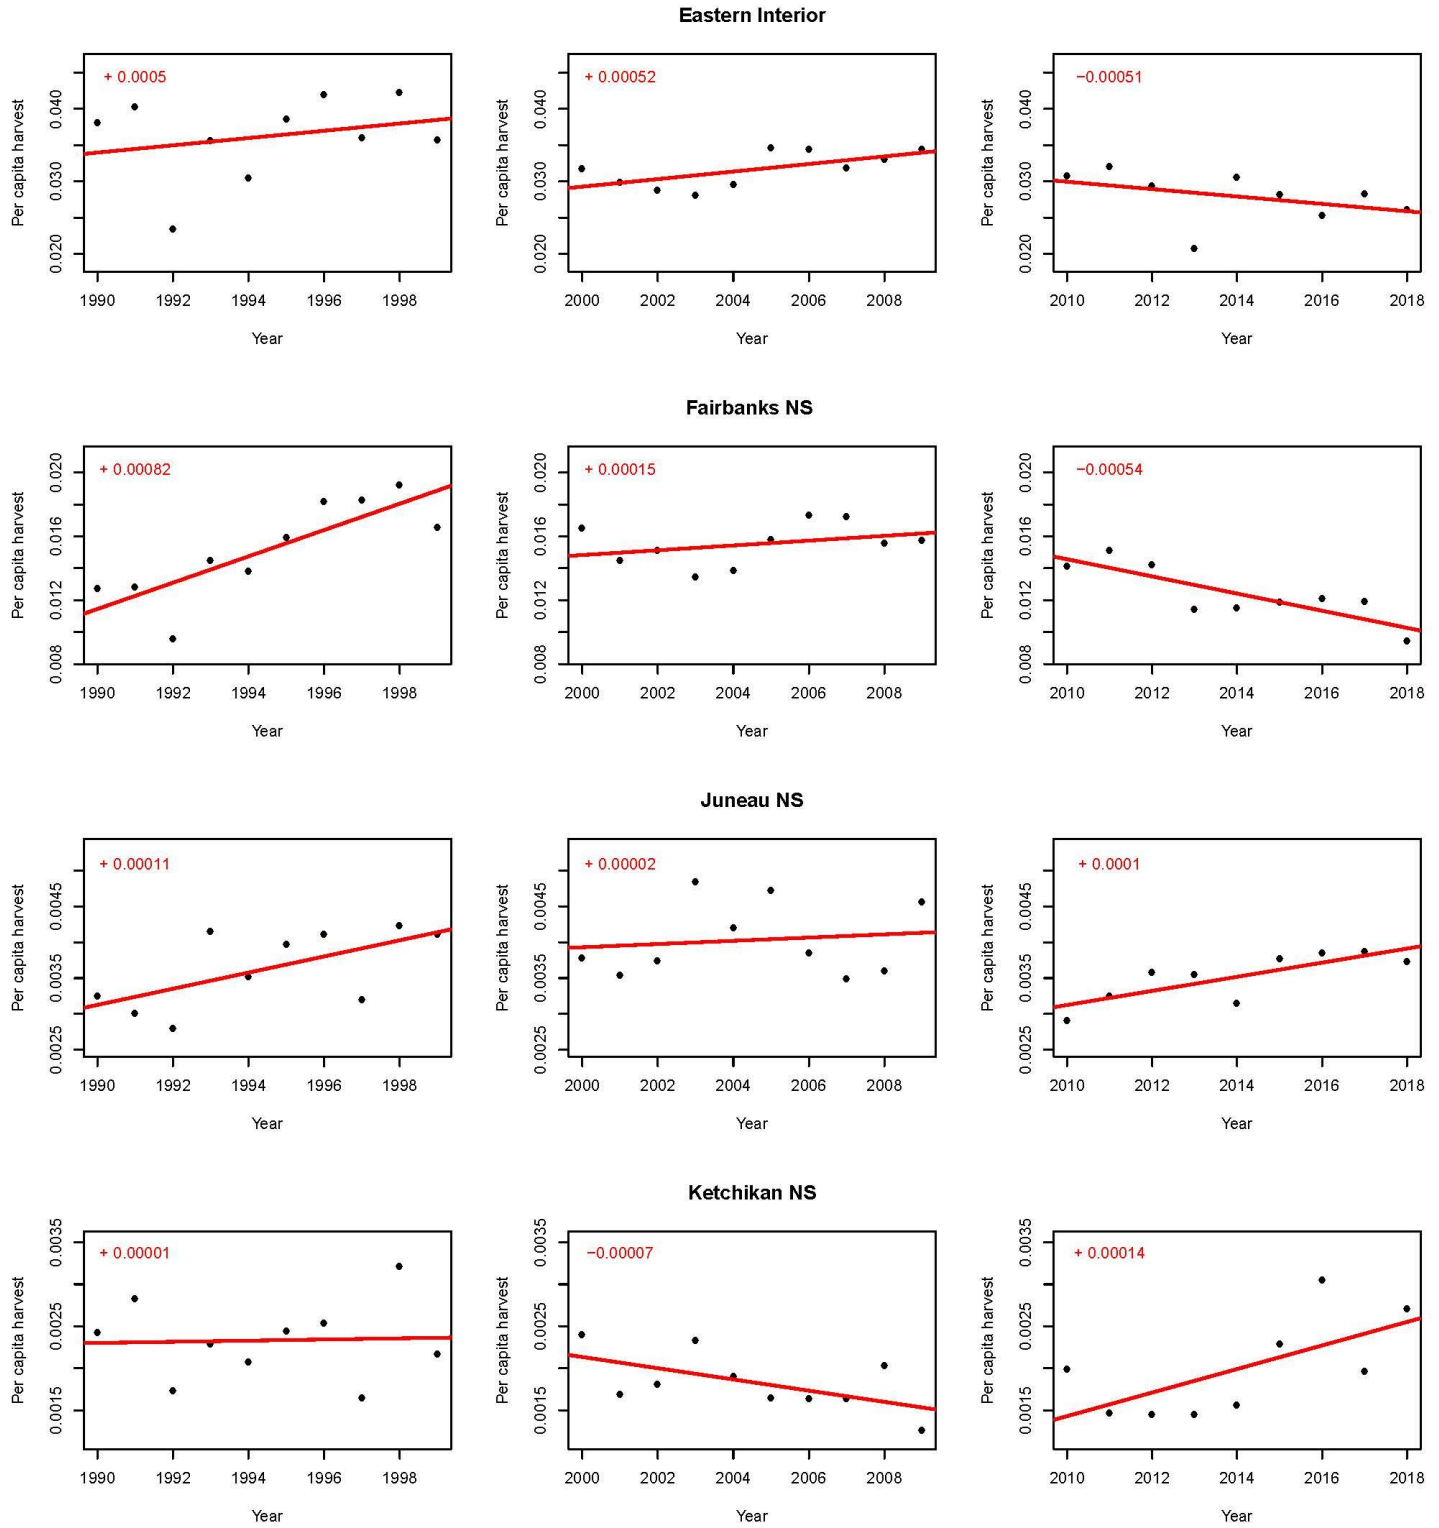 Eastern Interior
+ 0.0005
+ 0.00052
−0.00051
Per capita harvest
0.020 0.030 0.040
Per capita harvest
0.020 0.030 0.040
Per capita harvest
0.020 0.030 0.040
1990 1992 1994 1996 1998
2000 2002 2004 2006 2008
2010 2012 2014 2016 2018
Year
Year
Year
Fairbanks NS
+ 0.00082
+ 0.00015
−0.00054
Per capita harvest
0.008 0.012 0.016 0.020
Per capita harvest
0.008 0.012 0.016 0.020
Per capita harvest
0.008 0.012 0.016 0.020
1990 1992 1994 1996 1998
2000 2002 2004 2006 2008
2010 2012 2014 2016 2018
Year
Year
Year
Juneau NS
+ 0.00011
+ 0.00002
+ 0.0001
Per capita harvest
0.0025 0.0035 0.0045
Per capita harvest
0.0025 0.0035 0.0045
Per capita harvest
0.0025 0.0035 0.0045
1990 1992 1994 1996 1998
2000 2002 2004 2006 2008
2010 2012 2014 2016 2018
Year
Year
Year
Ketchikan NS
+ 0.00001
−0.00007
+ 0.00014
Per capita harvest
0.0015 0.0025 0.0035
Per capita harvest
0.0015 0.0025 0.0035
Per capita harvest
0.0015 0.0025 0.0035
1990 1992 1994 1996 1998
2000 2002 2004 2006 2008
2010 2012 2014 2016 2018
Year
Year
Year